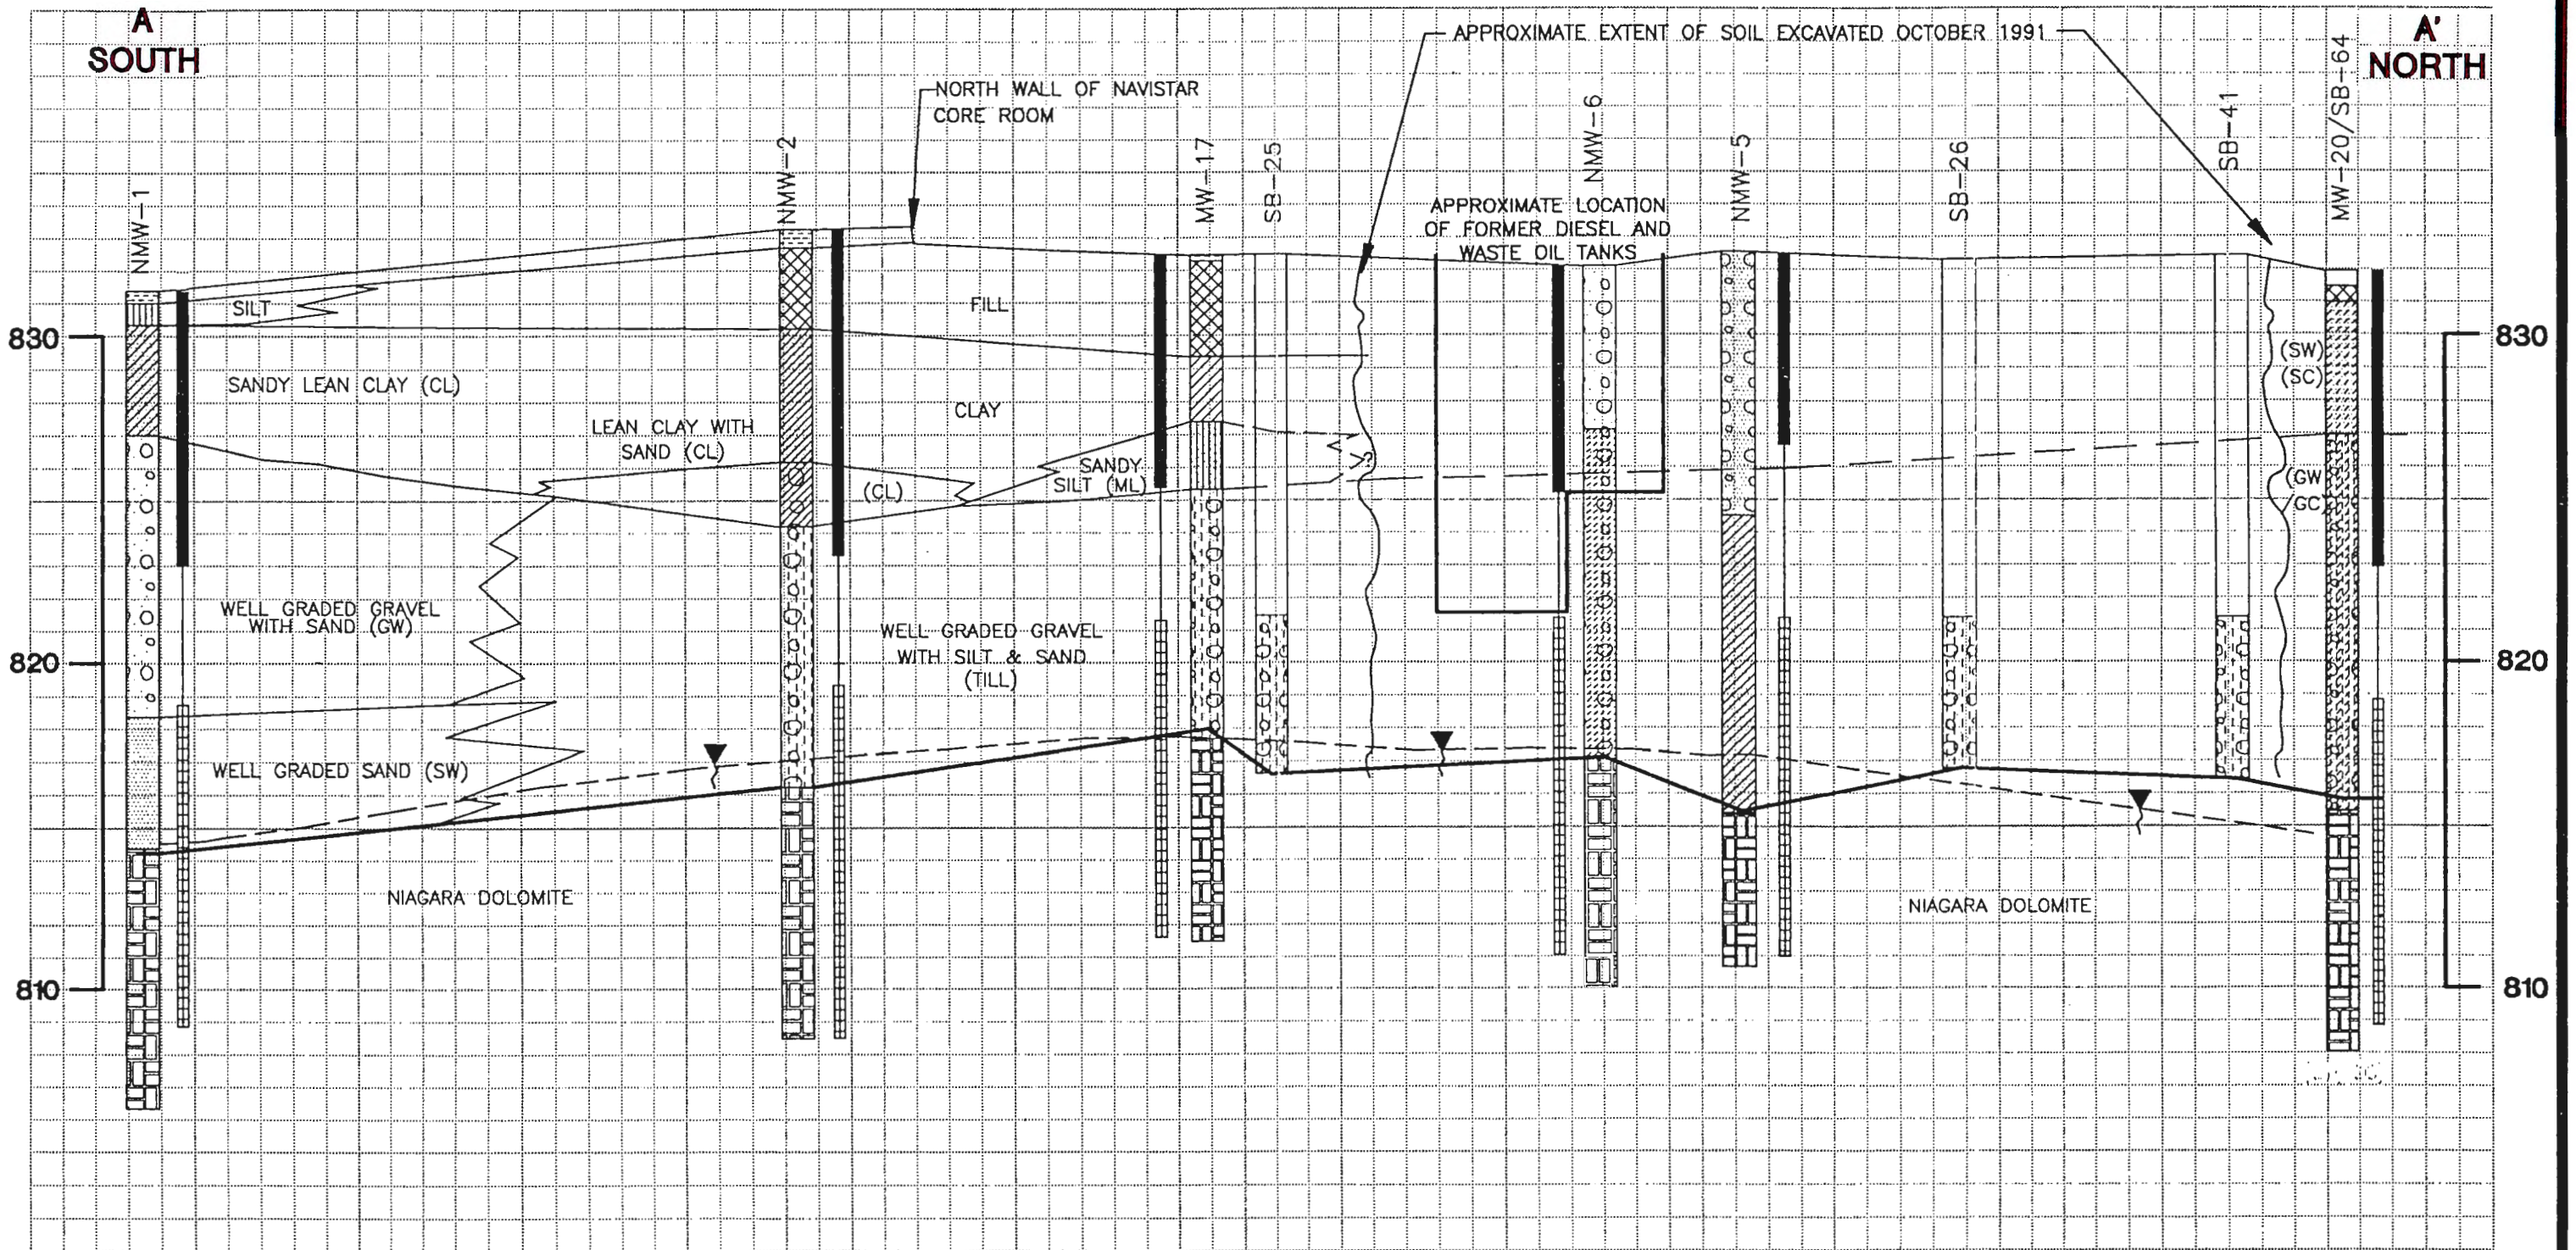 A
SOUTH
A'
NORTH
APPROXIMATE EXTENT OF SOIL EXCAVATED OCTOBER 1991
NORTH WALL OF NAVISTAR
CORE ROOM
NMW-1
NMW-2
MW-17
SB-25
NMW-6
NMW-5
SB-26
SB-41
MW-20/SB-64
APPROXIMATE LOCATION
OF FORMER DIESEL AND
WASTE OIL TANKS
SILT
FILL
830
830
SANDY LEAN CLAY (CL)
(SW)
(SC)
CLAY
LEAN CLAY WITH
SAND (CL)
(CL)
SANDY
SILT (ML)
?
(GW
GC)
WELL GRADED GRAVEL
WITH SAND (GW)
WELL GRADED GRAVEL
WITH SILT & SAND
(TILL)
820
820
WELL GRADED SAND (SW)
NIAGARA DOLOMITE
NIAGARA DOLOMITE
810
810